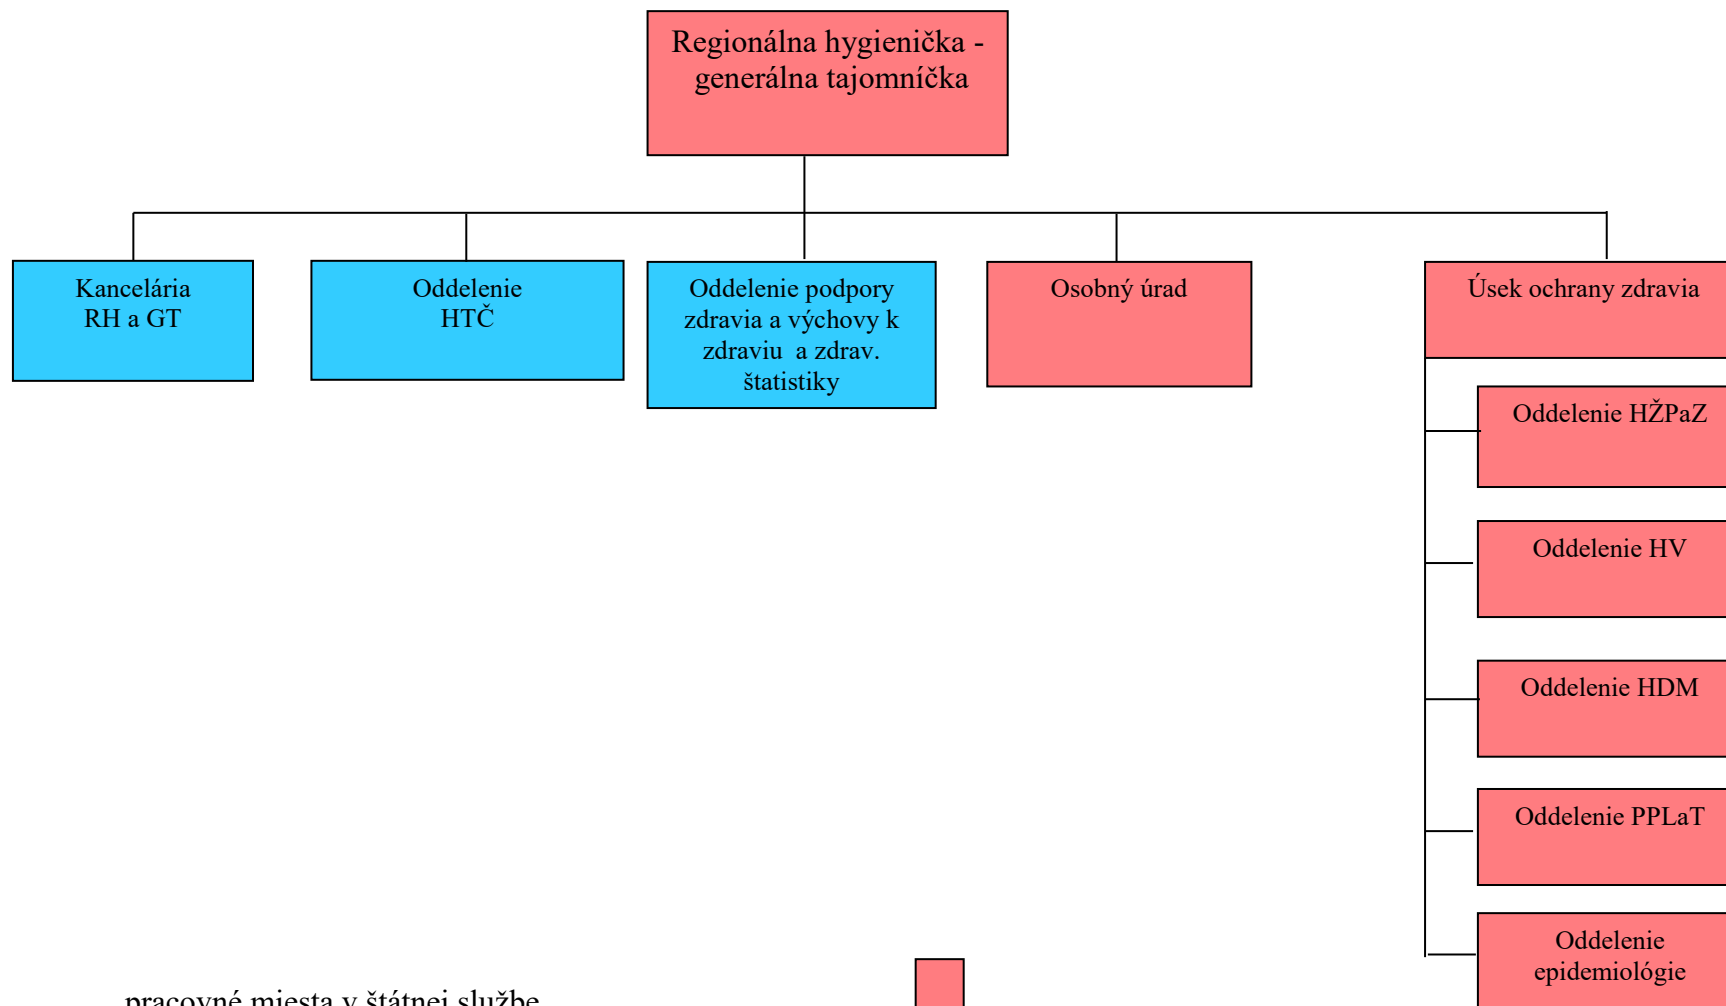 Regionálna hygienička -
generálna tajomníčka
Kancelária
RH a GT
Oddelenie
HTČ
Oddelenie podpory
zdravia a výchovy k
zdraviu a zdrav.
štatistiky
Osobný úrad
Úsek ochrany zdravia
Oddelenie HŽPaZ
Oddelenie HV
Oddelenie HDM
Oddelenie PPLaT
Oddelenie
epidemiológie
pracovné miesta v štátnej službe